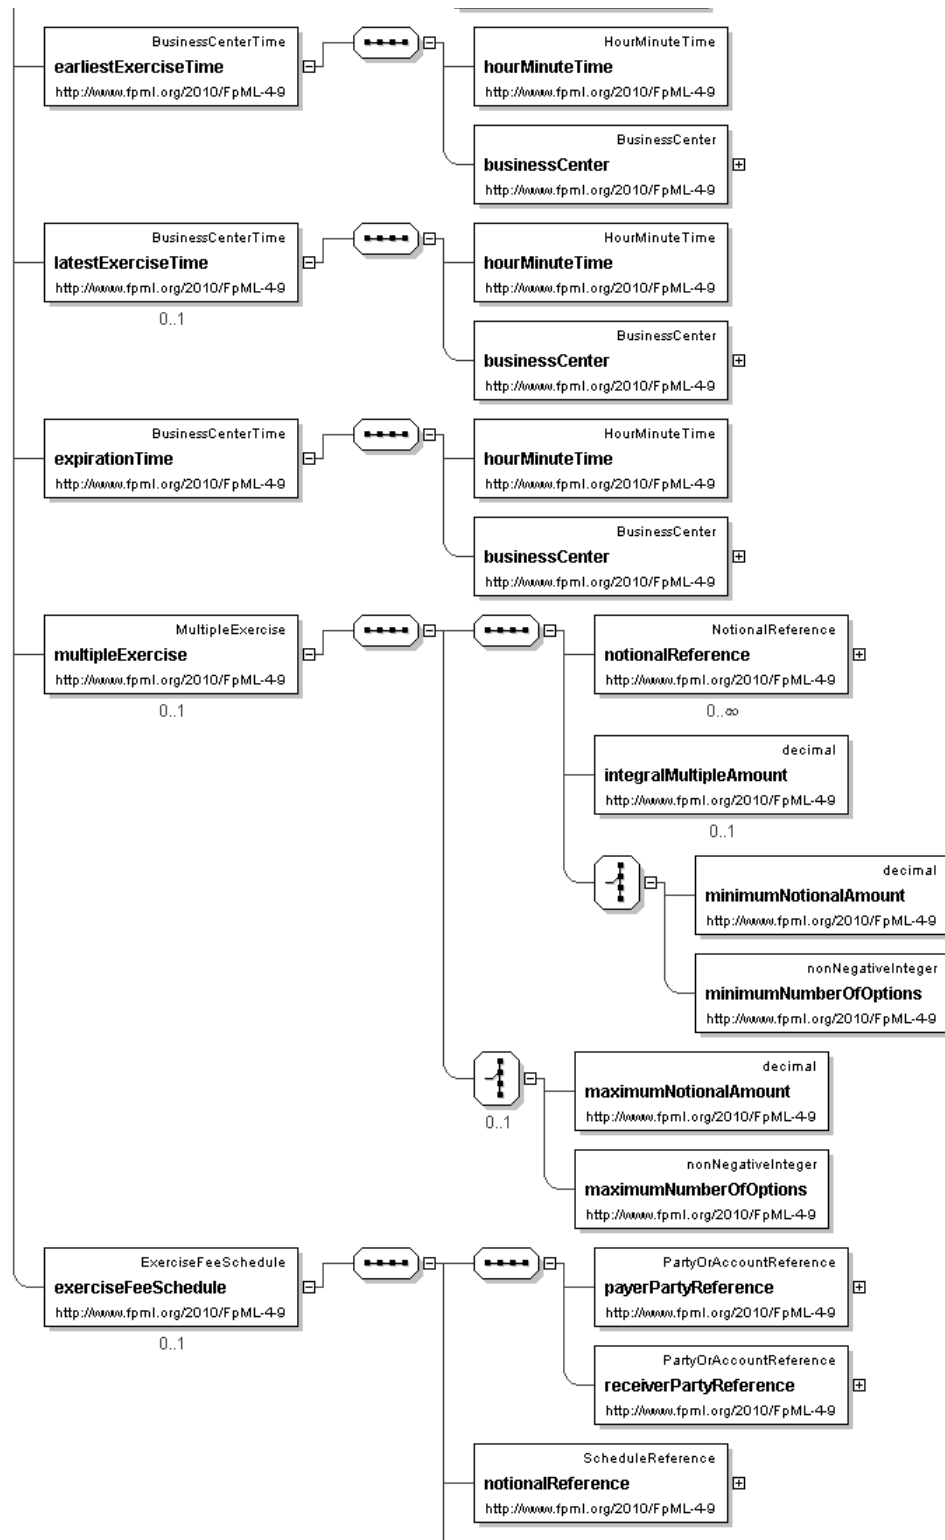 BusinessCenterTime
earliestExerciseTime
http://www.fpml.org/2010/FpML-4-9
HourMinuteTime
hourMinuteTime
http://www.fpml.org/2010/FpML-4-9
BusinessCenter
businessCenter
http://www.fpml.org/2010/FpML-4-9
BusinessCenterTime
latestExerciseTime
http://www.fpml.org/2010/FpML-4-9
0..1
HourMinuteTime
hourMinuteTime
http://www.fpml.org/2010/FpML-4-9
BusinessCenter
businessCenter
http://www.fpml.org/2010/FpML-4-9
BusinessCenterTime
expirationTime
http://www.fpml.org/2010/FpML-4-9
HourMinuteTime
hourMinuteTime
http://www.fpml.org/2010/FpML-4-9
BusinessCenter
businessCenter
http://www.fpml.org/2010/FpML-4-9
MultipleExercise
multipleExercise
http://www.fpml.org/2010/FpML-4-9
0..1
NotionalReference
notionalReference
http://www.fpml.org/2010/FpML-4-9
0..∞
decimal
integralMultipleAmount
http://www.fpml.org/2010/FpML-4-9
0..1
decimal
minimumNotionalAmount
http://www.fpml.org/2010/FpML-4-9
nonNegativeInteger
minimumNumberOfOptions
http://www.fpml.org/2010/FpML-4-9
0..1
decimal
maximumNotionalAmount
http://www.fpml.org/2010/FpML-4-9
nonNegativeInteger
maximumNumberOfOptions
http://www.fpml.org/2010/FpML-4-9
ExerciseFeeSchedule
exerciseFeeSchedule
http://www.fpml.org/2010/FpML-4-9
0..1
PartyOrAccountReference
payerPartyReference
http://www.fpml.org/2010/FpML-4-9
PartyOrAccountReference
receiverPartyReference
http://www.fpml.org/2010/FpML-4-9
ScheduleReference
notionalReference
http://www.fpml.org/2010/FpML-4-9